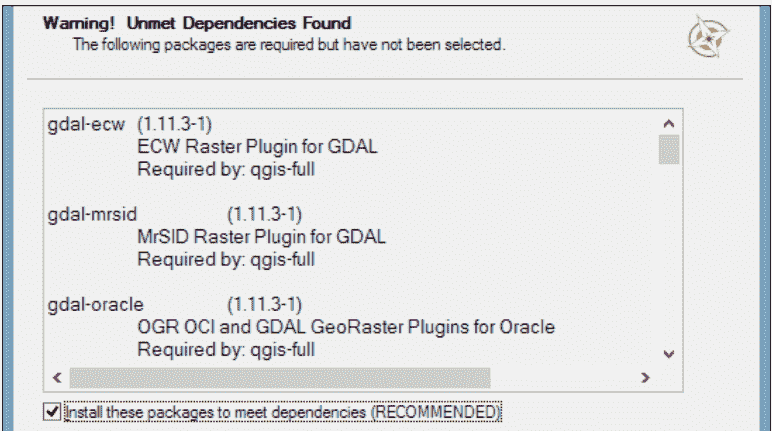 Warning! Unmet Dependencies Found
The following packages are required but have not been selected.
gdal-ecw (1.11.3-1)
ECW Raster Plugin for GDAL
Required by: qgis-full
gdal-mrsid (1.11.3-1)
MrSID Raster Plugin for GDAL
Required by: qgis-full
gdal-oracle (1.11.3-1)
OGR OCI and GDAL GeoRaster Plugins for Oracle
Required by: qgis-full
Install these packages to meet dependencies (RECOMMENDED)